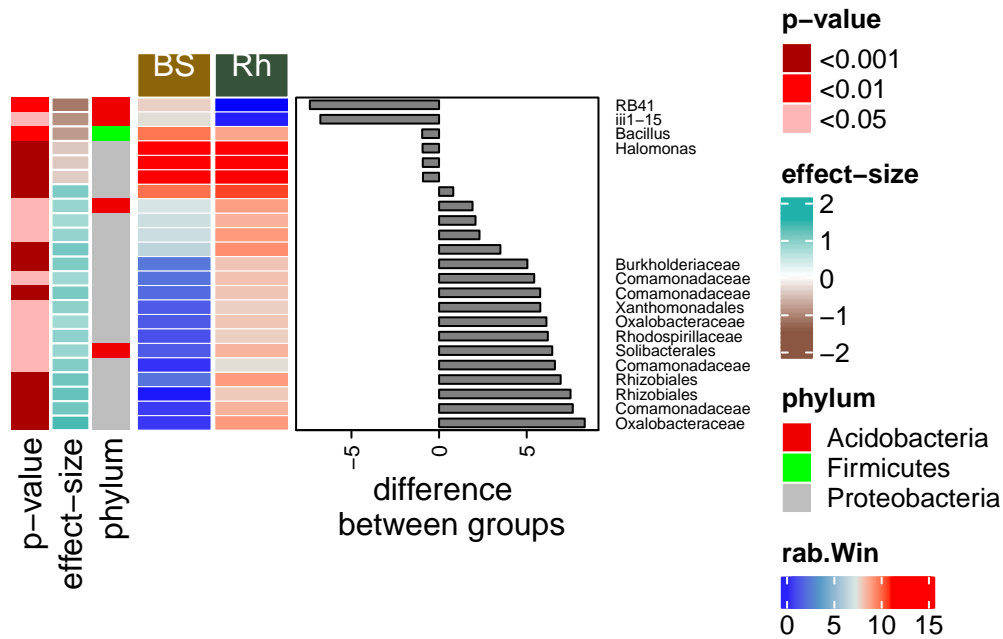 BS Rh
RB41
iii1−15
Bacillus
Halomonas
Burkholderiaceae
Comamonadaceae
Comamonadaceae
Xanthomonadales
Oxalobacteraceae
Rhodospirillaceae
Solibacterales
Comamonadaceae
Rhizobiales
Rhizobiales
Comamonadaceae
Oxalobacteraceae
p−value
effect−size
phylum
−5 0 5
difference
between groups
p−value
<0.001
<0.01
<0.05
effect−size
2
1
0
−1
−2
phylum
Acidobacteria
Firmicutes
Proteobacteria
rab.Win
0 5 10 15